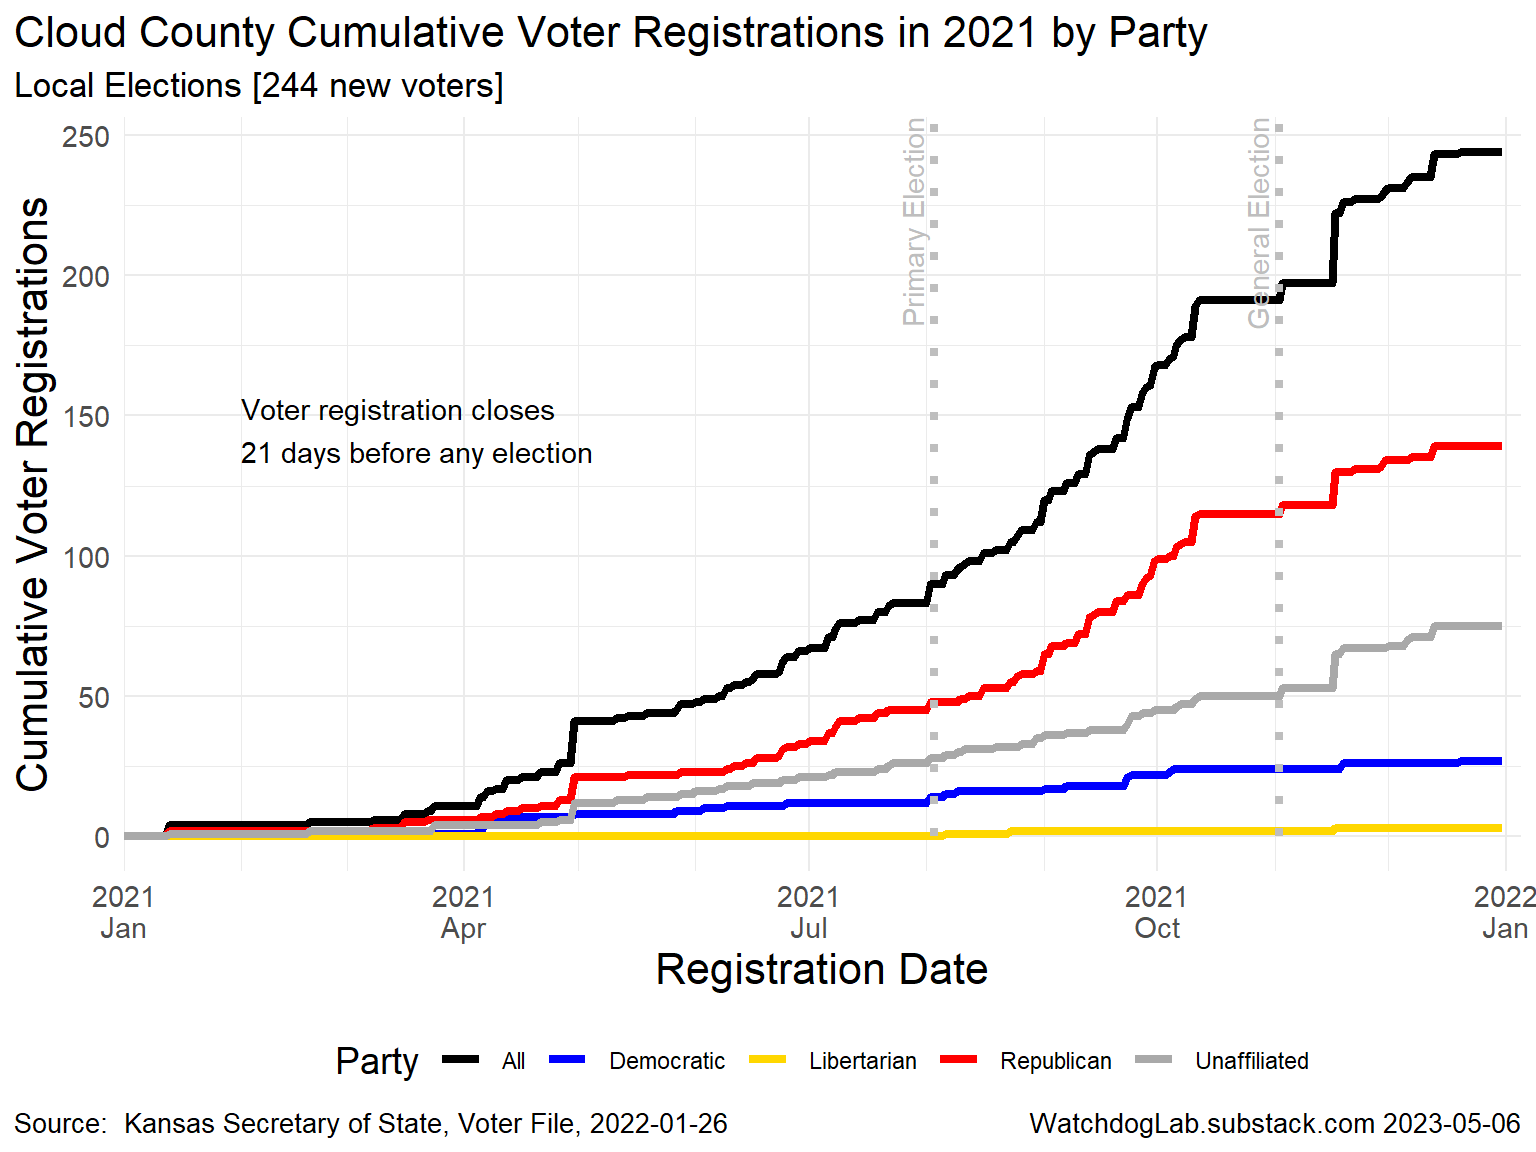 Cloud County Cumulative Voter Registrations in 2021 by Party
Local Elections [244 new voters]
Cumulative Voter Registrations
250
200
150
100
50
0
Primary Election
General Election
Voter registration closes
21 days before any election
2021 2021 2021 2021 2022
Jan Apr Jul Oct Jan
Registration Date
Party All Democratic Libertarian Republican Unaffiliated
Source:  Kansas Secretary of State, Voter File, 2022-01-26
WatchdogLab.substack.com 2023-05-06